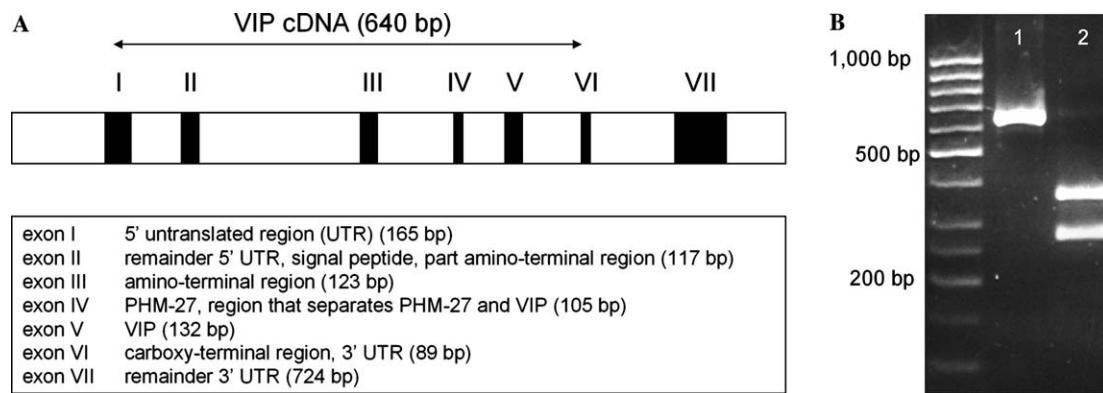 A
VIP cDNA (640 bp)
I II III IV V VI VII
exon I 5' untranslated region (UTR) (165 bp)
exon II remainder 5' UTR, signal peptide, part amino-terminal region (117 bp)
exon III amino-terminal region (123 bp)
exon IV PHM-27, region that separates PHM-27 and VIP (105 bp)
exon V VIP (132 bp)
exon VI carboxy-terminal region, 3' UTR (89 bp)
exon VII remainder 3' UTR (724 bp)
B
1 2
1,000 bp
500 bp
200 bp